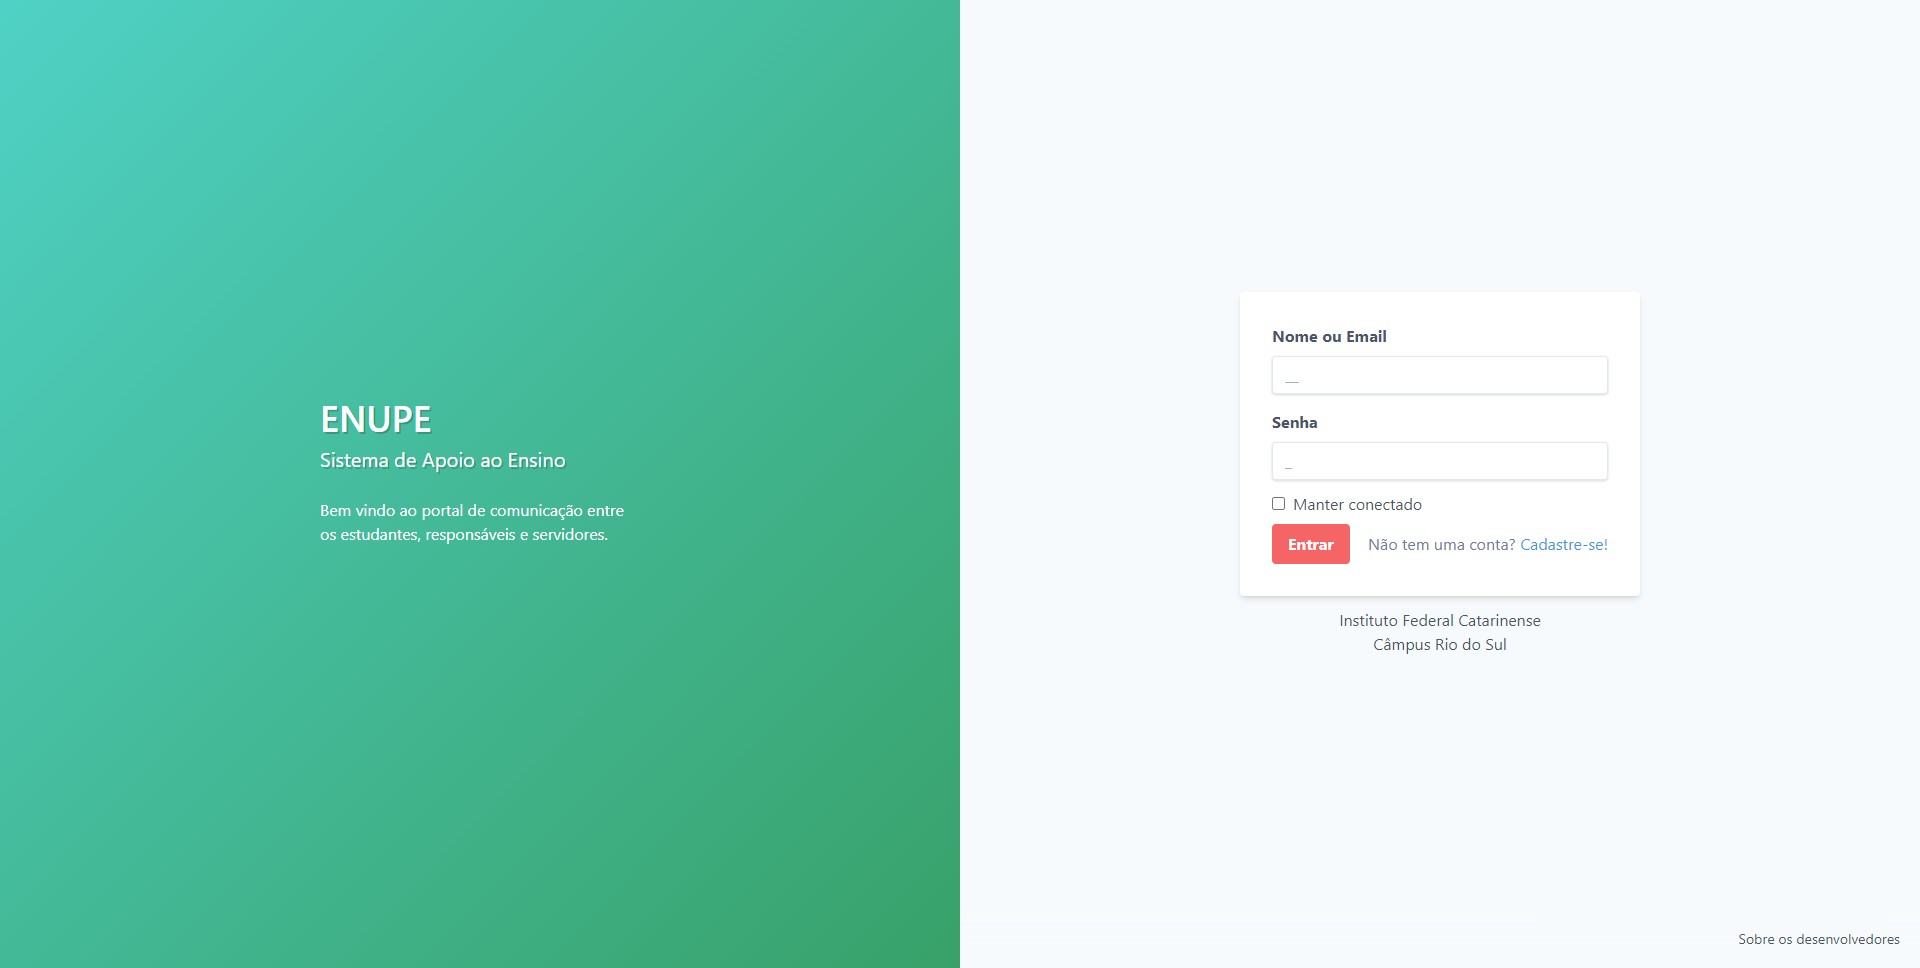 ENUPE
Sistema de Apoio ao Ensino
Bem vindo ao portal de comunicação entre
os estudantes, responsáveis e servidores.
Nome ou Email
__
Senha
_
Manter conectado
Entrar
Não tem uma conta? Cadastre-se!
Instituto Federal Catarinense
Câmpus Rio do Sul
Sobre os desenvolvedores